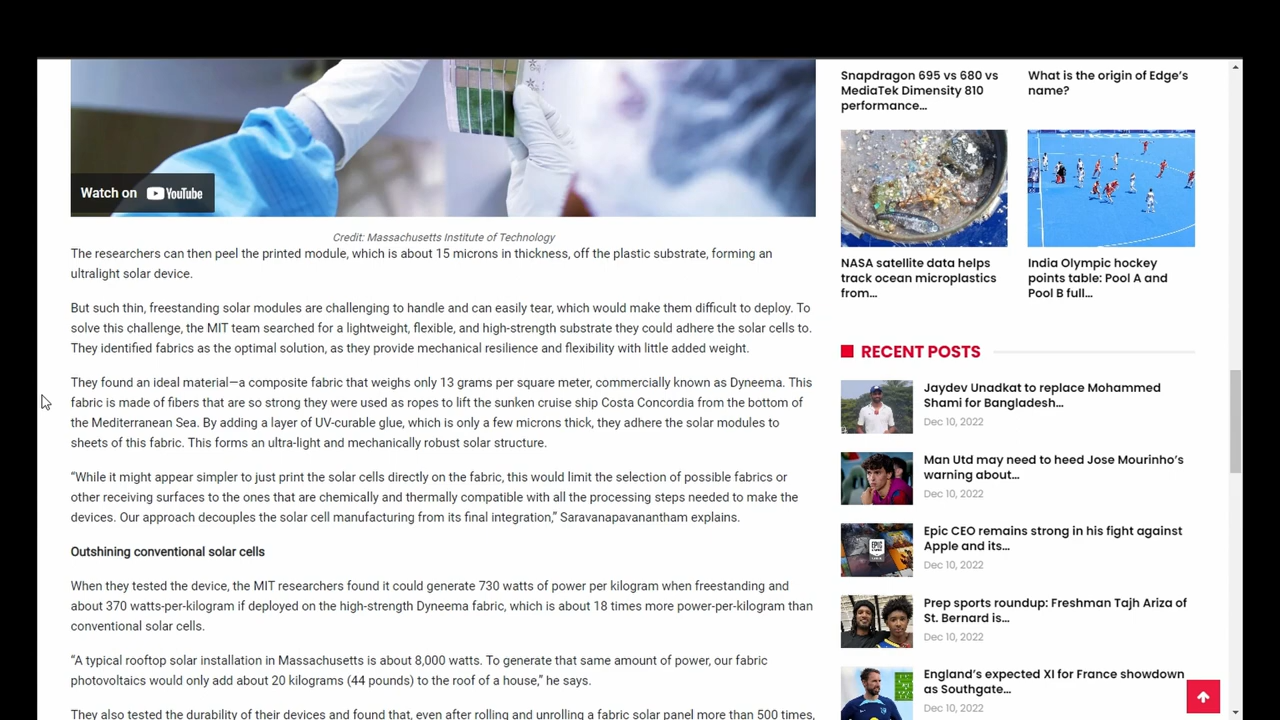 Watch on YouTube
Credit: Massachusetts Institute of Technology
The researchers can then peel the printed module, which is about 15 microns in thickness, off the plastic substrate, forming an
ultralight solar device.
But such thin, freestanding solar modules are challenging to handle and can easily tear, which would make them difficult to deploy. To
solve this challenge, the MIT team searched for a lightweight, flexible, and high-strength substrate they could adhere the solar cells to.
They identified fabrics as the optimal solution, as they provide mechanical resilience and flexibility with little added weight.
They found an ideal material—a composite fabric that weighs only 13 grams per square meter, commercially known as Dyneema. This
fabric is made of fibers that are so strong they were used as ropes to lift the sunken cruise ship Costa Concordia from the bottom of
the Mediterranean Sea. By adding a layer of UV-curable glue, which is only a few microns thick, they adhere the solar modules to
sheets of this fabric. This forms an ultra-light and mechanically robust solar structure.
“While it might appear simpler to just print the solar cells directly on the fabric, this would limit the selection of possible fabrics or
other receiving surfaces to the ones that are chemically and thermally compatible with all the processing steps needed to make the
devices. Our approach decouples the solar cell manufacturing from its final integration,” Saravanapavanantham explains.
Outshining conventional solar cells
When they tested the device, the MIT researchers found it could generate 730 watts of power per kilogram when freestanding and
about 370 watts-per-kilogram if deployed on the high-strength Dyneema fabric, which is about 18 times more power-per-kilogram than
conventional solar cells.
“A typical rooftop solar installation in Massachusetts is about 8,000 watts. To generate that same amount of power, our fabric
photovoltaics would only add about 20 kilograms (44 pounds) to the roof of a house,” he says.
They also tested the durability of their devices and found that, even after rolling and unrolling a fabric solar panel more than 500 times,
Snapdragon 695 vs 680 vs
MediaTek Dimensity 810
performance...
What is the origin of Edge’s
name?
NASA satellite data helps
track ocean microplastics
from...
India Olympic hockey
points table: Pool A and
Pool B full...
RECENT POSTS
Jaydev Unadkat to replace Mohammed
Shami for Bangladesh...
Dec 10, 2022
Man Utd may need to heed Jose Mourinho’s
warning about...
Dec 10, 2022
EPIC
Epic CEO remains strong in his fight against
Apple and its...
Dec 10, 2022
Prep sports roundup: Freshman Tajh Ariza of
St. Bernard is...
Dec 10, 2022
England’s expected XI for France showdown
as Southgate...
Dec 10, 2022